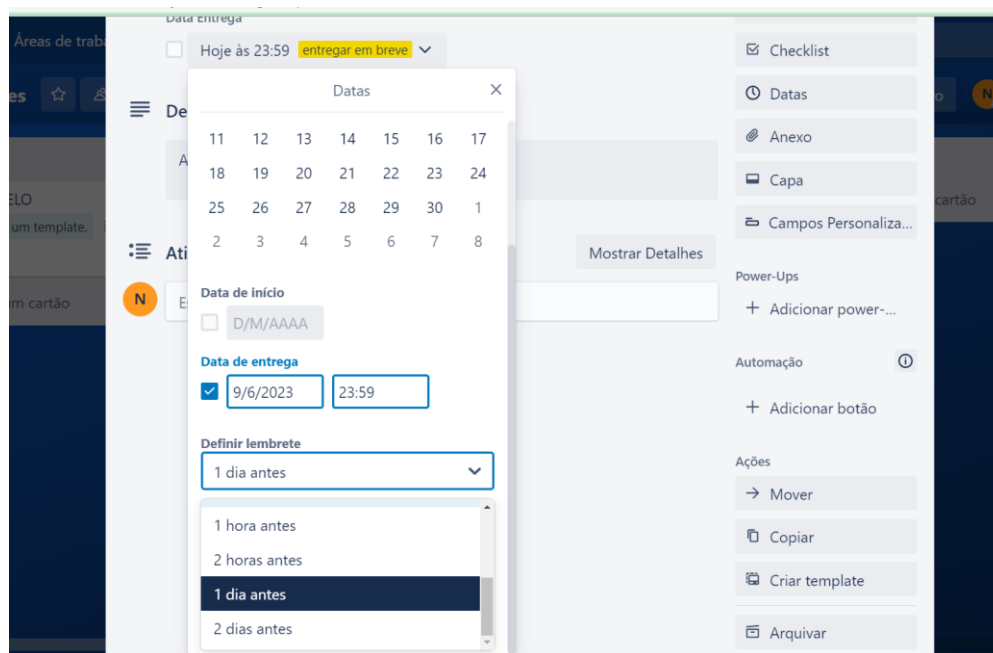 Data Entrega
Áreas de trab
Hoje às 23:59 entregar em breve
Checklist
es
Datas
Datas
N
De
11 12 13 14 15 16 17
Anexo
A
18 19 20 21 22 23 24
Capa
ELO
cartão
25 26 27 28 29 30 1
um template.
Campos Personaliza...
2 3 4 5 6 7 8
Ati
Mostrar Detalhes
Power-Ups
Data de início
um cartão
N
Es
+ Adicionar power-...
D/M/AAAA
Data de entrega
Automação
9/6/2023 23:59
+ Adicionar botão
Definir lembrete
Ações
1 dia antes
Mover
1 hora antes
Copiar
2 horas antes
1 dia antes
Criar template
2 dias antes
Arquivar